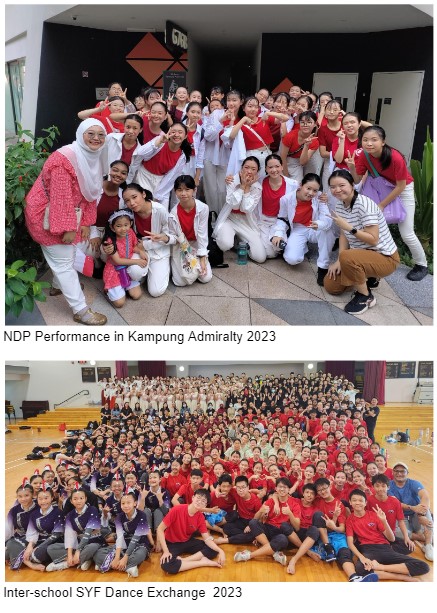 NDP Performance in Kampung Admiralty 2023
Inter-school SYF Dance Exchange  2023